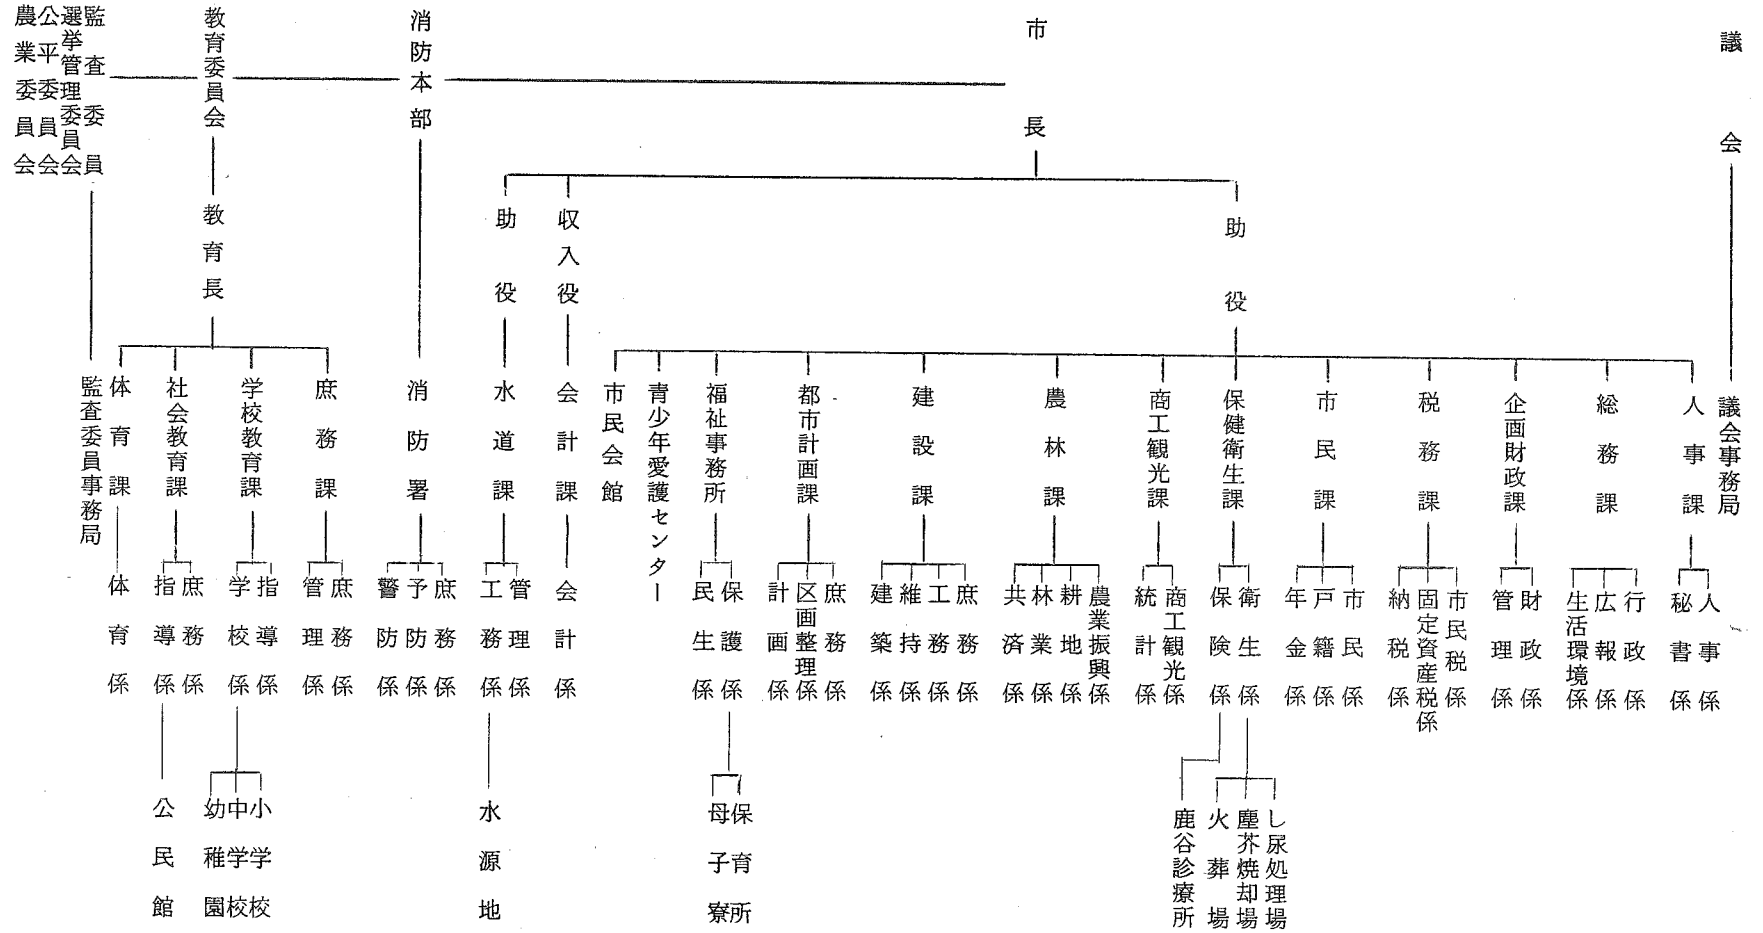 議会
市長
消防本部
教育委員会
監査委員
選挙管理委員会
公平委員会
農業委員会
助役
収入役
助役
教育長
議会事務局
人事課
総務課
企画財政課
税務課
市民課
保健衛生課
商工観光課
農林課
建設課
都市計画課
福祉事務所
青少年愛護センター
市民会館
会計課
水道課
消防署
庶務課
学校教育課
社会教育課
体育課
監査委員事務局
人事係
秘書係
行政係
広報係
生活環境係
財政係
管理係
市民税係
固定資産税係
納税係
市民係
戸籍係
年金係
衛生係
保険係
商工観光係
統計係
農業振興係
耕地係
林業係
共済係
庶務係
工務係
維持係
建築係
庶務係
区画整理係
計画係
保護係
民生係
会計係
管理係
工務係
庶務係
予防係
警防係
庶務係
管理係
指導係
学校係
庶務係
指導係
体育係
し尿処理場
塵芥焼却場
火葬場
鹿谷診療所
保育所
母子寮
水源地
小学校
中学校
幼稚園
公民館